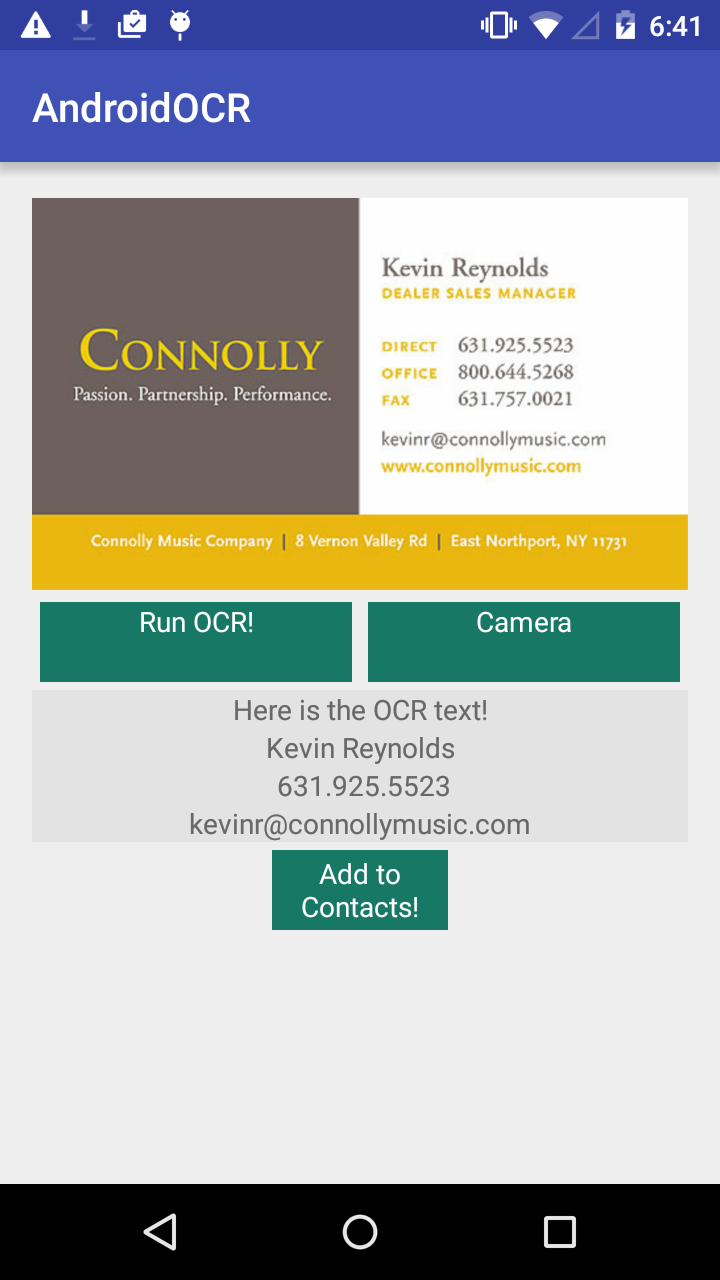 6:41
AndroidOCR
CONNOLLY
Passion. Partnership. Performance.
Kevin Reynolds
DEALER SALES MANAGER
DIRECT 631.925.5523
OFFICE 800.644.5268
FAX 631.757.0021
kevinr@connollymusic.com
www.connollymusic.com
Connolly Music Company | 8 Vernon Valley Rd | East Northport, NY 11731
Run OCR!
Camera
Here is the OCR text!
Kevin Reynolds
631.925.5523
kevinr@connollymusic.com
Add to
Contacts!